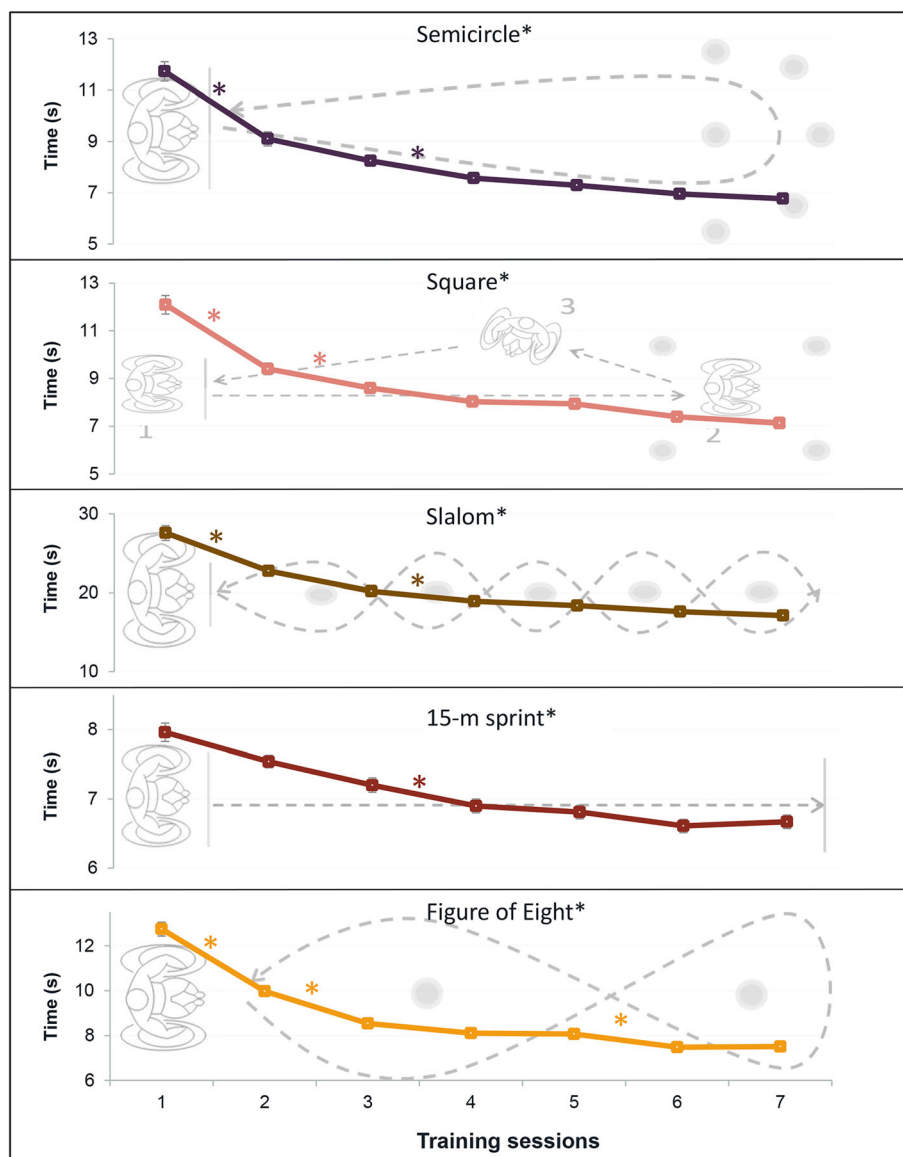 Semicircle*
Time (s)
13
11
9
7
5
*
*
Square*
Time (s)
13
11
9
7
5
*
*
1
2
3
Slalom*
Time (s)
30
20
10
*
*
15-m sprint*
Time (s)
8
7
6
*
Figure of Eight*
Time (s)
12
10
8
6
*
*
*
1 2 3 4 5 6 7
Training sessions